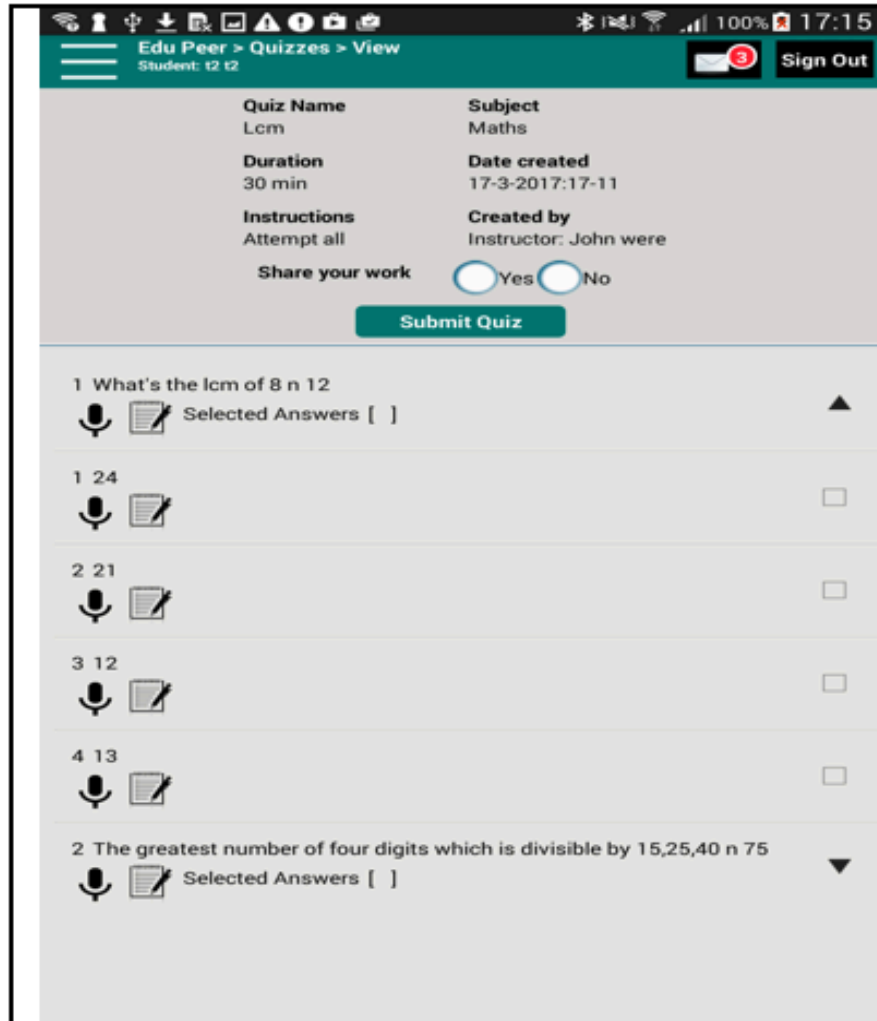 100% 17:15
Edu Peer > Quizzes > View
Student: t2 t2
3
Sign Out
Quiz Name Subject
Lcm Maths
Duration Date created
30 min 17-3-2017:17-11
Instructions Created by
Attempt all Instructor: John were
Share your work Yes No
Submit Quiz
1 What's the lcm of 8 n 12
Selected Answers [ ]
1 24
2 21
3 12
4 13
2 The greatest number of four digits which is divisible by 15,25,40 n 75
Selected Answers [ ]